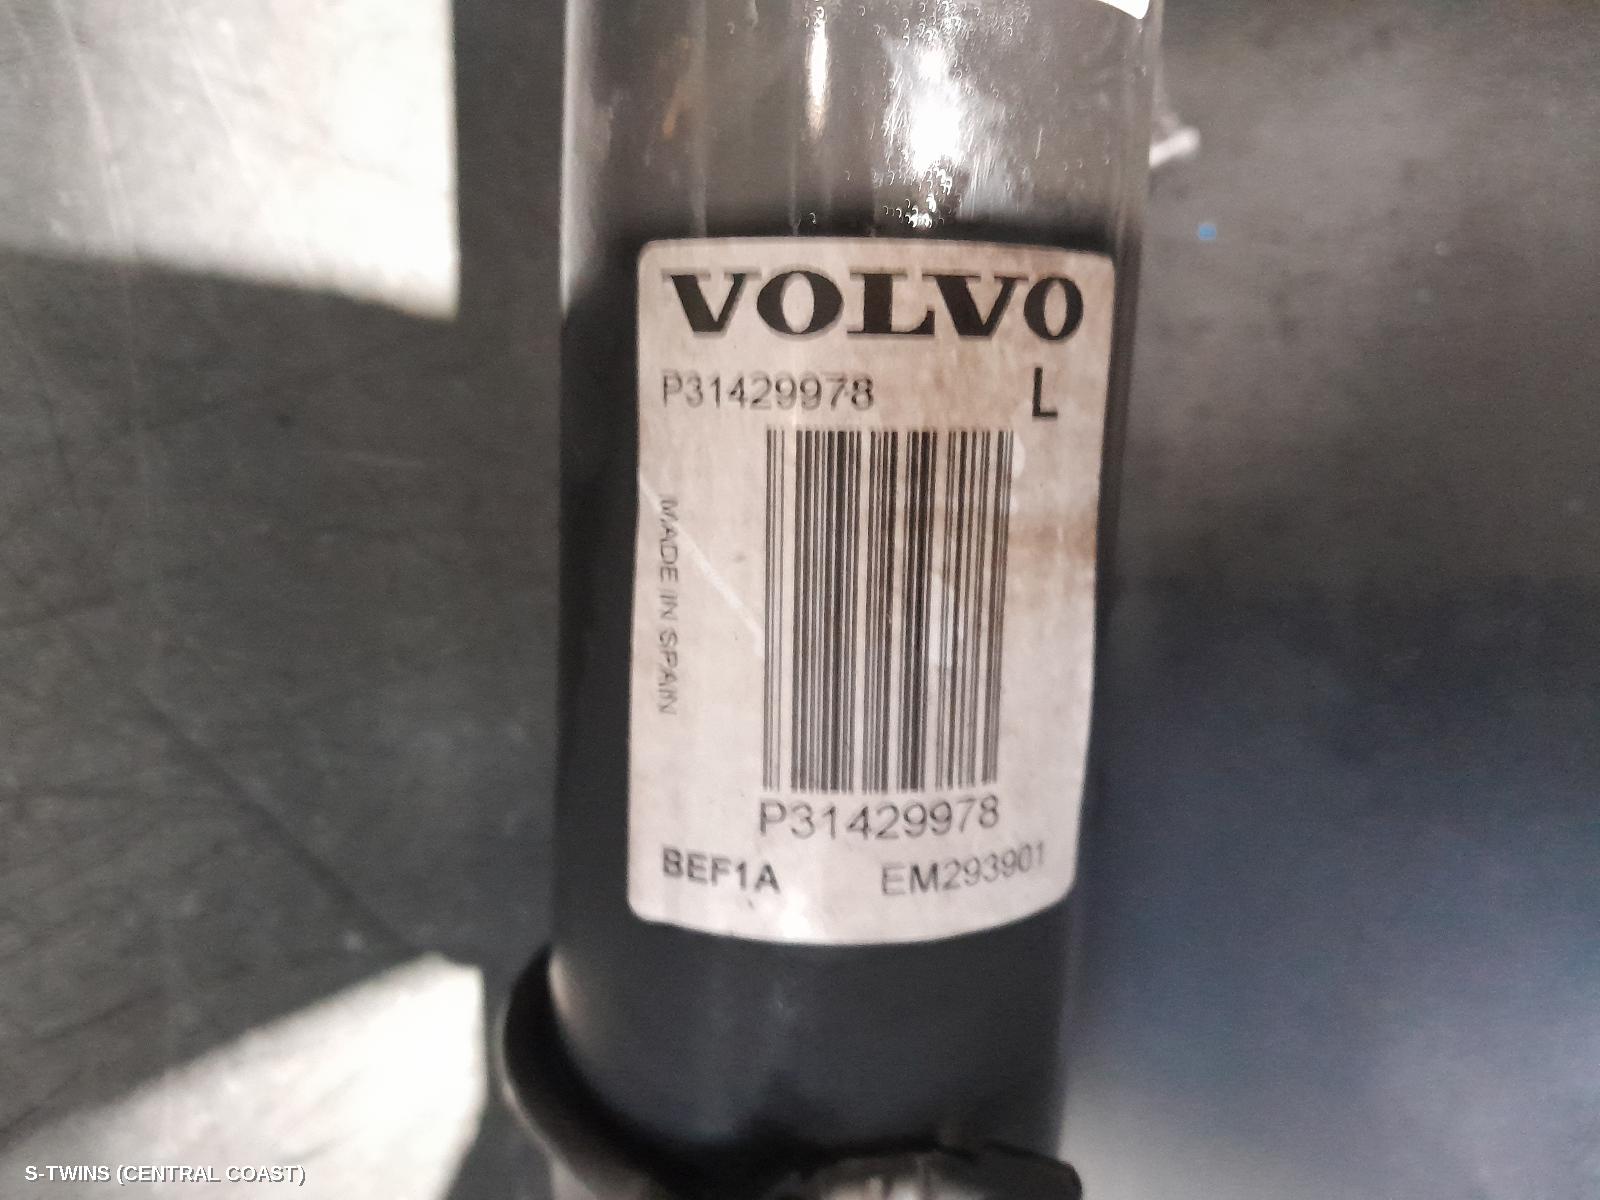 VOLVO
P31429978 L
MADE IN SPAIN
P31429978
BEF1A EM293901
S-TWINS (CENTRAL COAST)